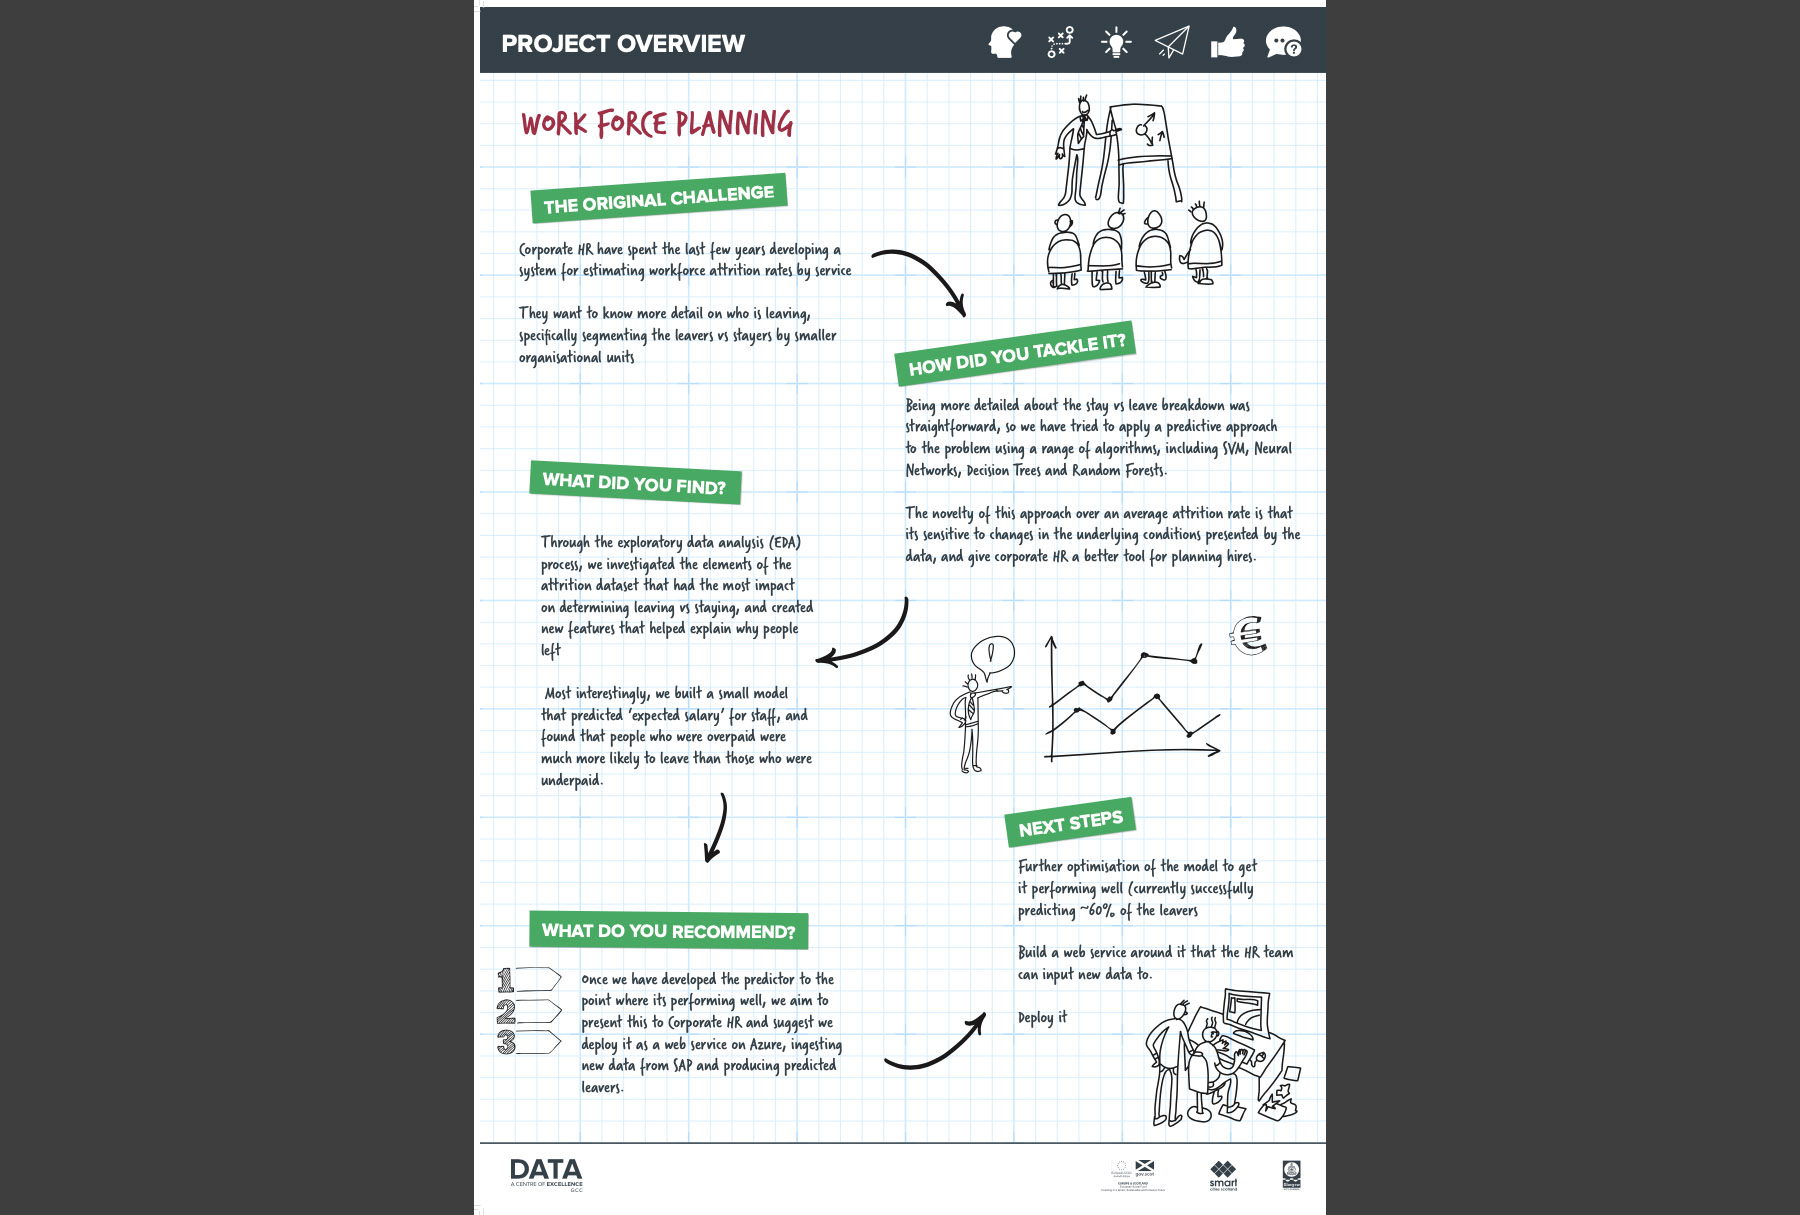 PROJECT OVERVIEW
WORK FORCE PLANNING
THE ORIGINAL CHALLENGE
Corporate HR have spent the last few years developing a
system for estimating workforce attrition rates by service
They want to know more detail on who is leaving,
specifically segmenting the leavers vs stayers by smaller
organisational units
HOW DID YOU TACKLE IT?
Being more detailed about the stay vs leave breakdown was
straightforward, so we have tried to apply a predictive approach
to the problem using a range of algorithms, including SVM, Neural
Networks, Decision Trees and Random Forests.
The novelty of this approach over an average attrition rate is that
its sensitive to changes in the underlying conditions presented by the
data, and give corporate HR a better tool for planning hires.
WHAT DID YOU FIND?
Through the exploratory data analysis (EDA)
process, we investigated the elements of the
attrition dataset that had the most impact
on determining leaving vs staying, and created
new features that helped explain why people
left
Most interestingly, we built a small model
that predicted ‘expected salary’ for staff, and
found that people who were overpaid were
much more likely to leave than those who were
underpaid.
!
€
WHAT DO YOU RECOMMEND?
1
2
3
Once we have developed the predictor to the
point where its performing well, we aim to
present this to Corporate HR and suggest we
deploy it as a web service on Azure, ingesting
new data from SAP and producing predicted
leavers.
NEXT STEPS
Further optimisation of the model to get
it performing well (currently successfully
predicting ~60% of the leavers
Build a web service around it that the HR team
can input new data to.
Deploy it
DATA
A CENTRE OF EXCELLENCE
GCC
gov.scot
EUROPE & SCOTLAND
smart
cities scotland